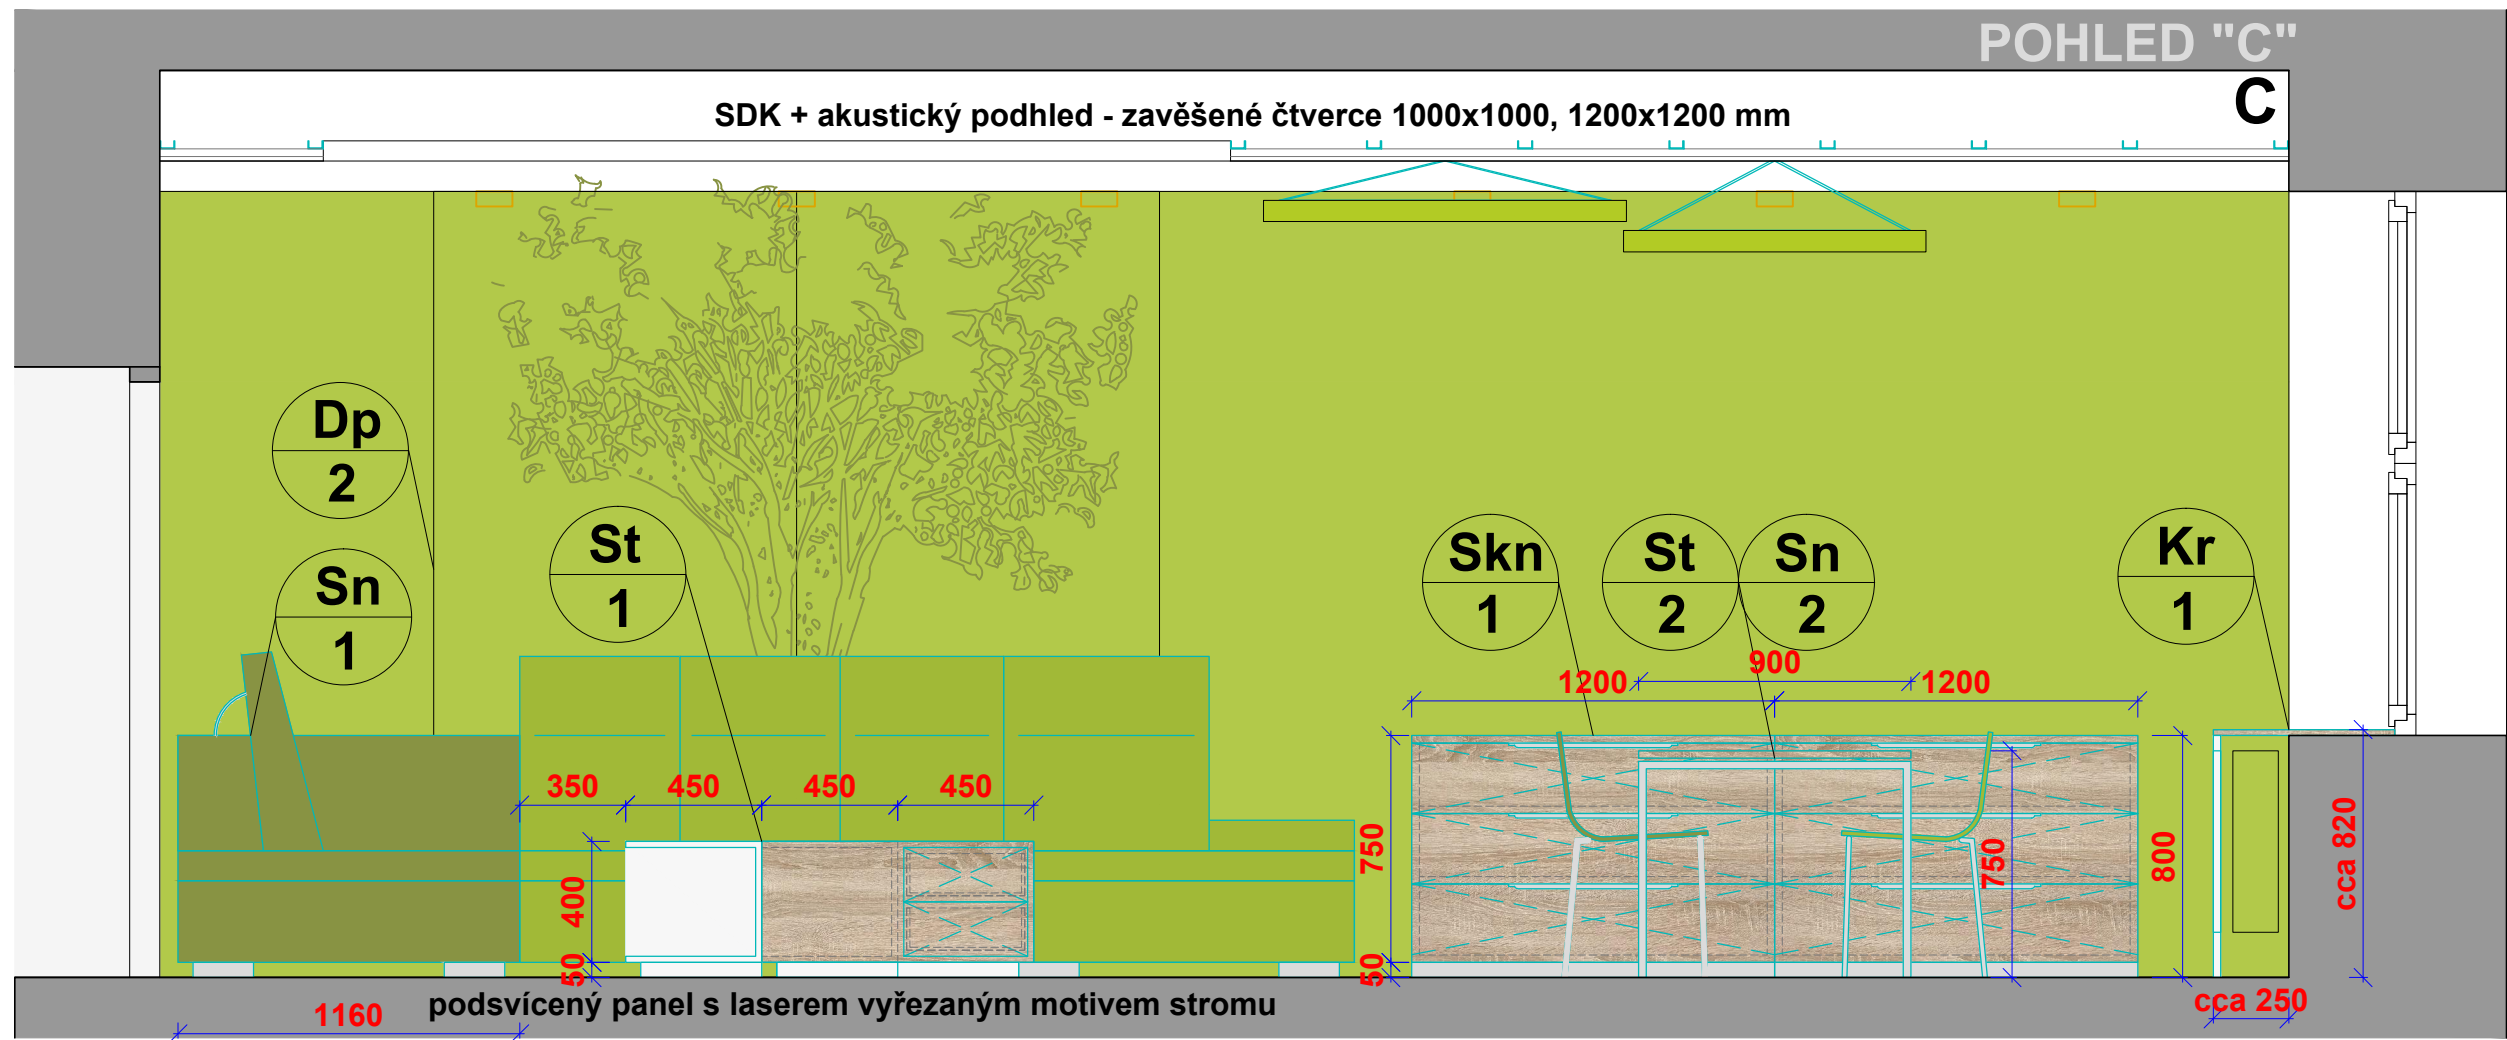 POHLED "C"
C
SDK + akustický podhled - zavěšené čtverce 1000x1000, 1200x1200 mm
Dp
2
Sn
1
St
1
Skn
1
St
2
Sn
2
Kr
1
900
1200
1200
350
450
450
450
400
50
750
50
750
800
cca 820
cca 250
1160
podsvícený panel s laserem vyřezaným motivem stromu